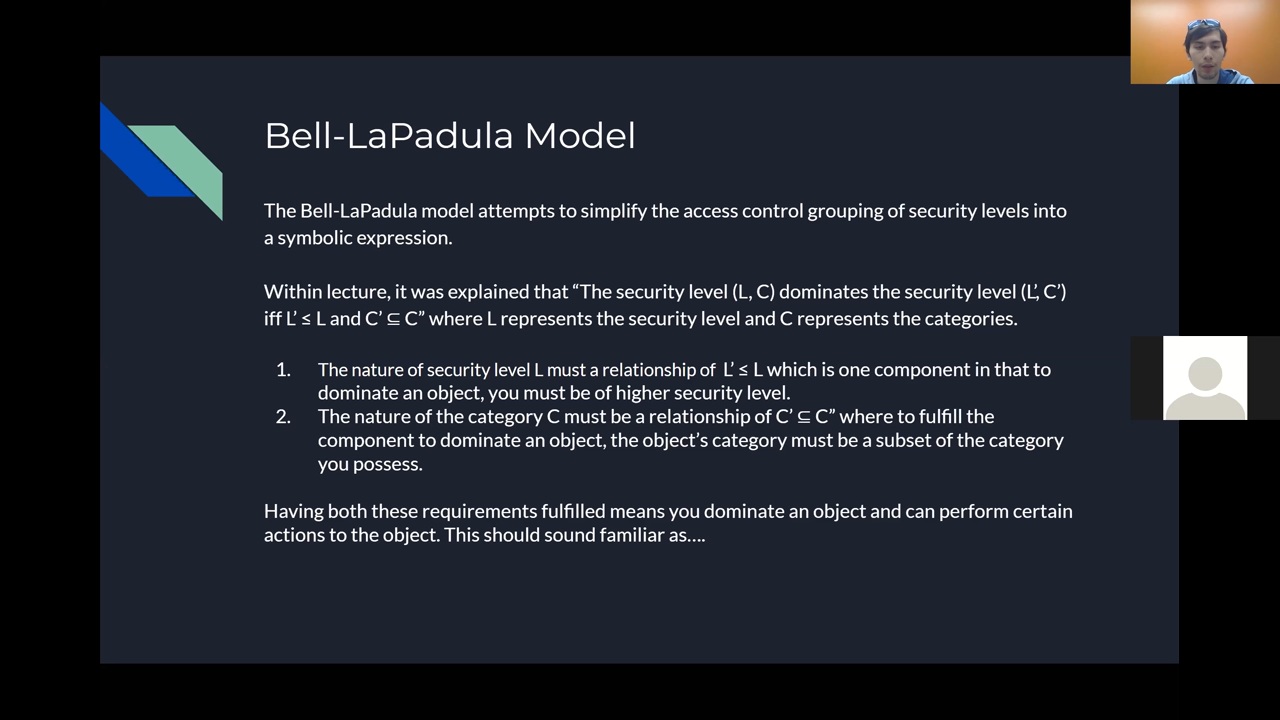 Bell-LaPadula Model
The Bell-LaPadula model attempts to simplify the access control grouping of security levels into
a symbolic expression.
Within lecture, it was explained that “The security level (L, C) dominates the security level (L’, C’)
iff L’ ≤ L and C’ ⊆ C” where L represents the security level and C represents the categories.
1. The nature of security level L must a relationship of L’ ≤ L which is one component in that to
dominate an object, you must be of higher security level.
2. The nature of the category C must be a relationship of C’ ⊆ C” where to fulfill the
component to dominate an object, the object’s category must be a subset of the category
you possess.
Having both these requirements fulfilled means you dominate an object and can perform certain
actions to the object. This should sound familiar as....